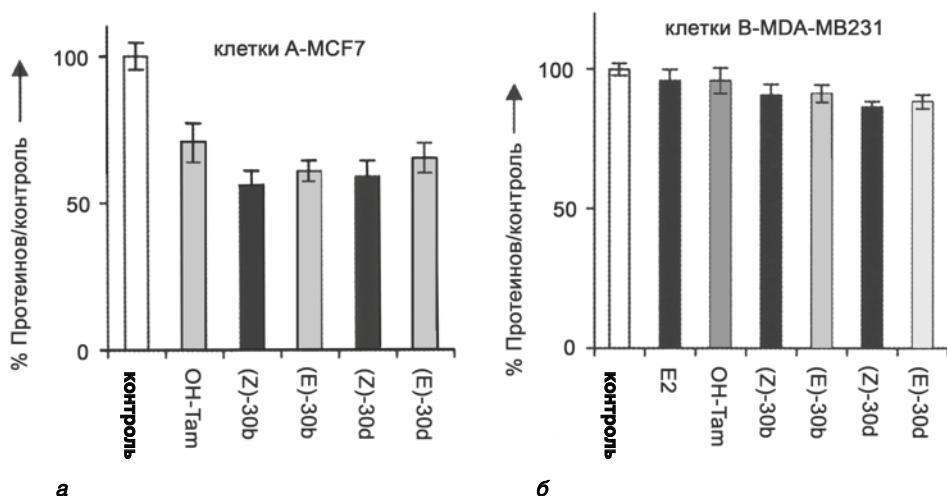 клетки A-MCF7
% Протеинов/контроль
100
50
0
контроль
OH-Tam
(Z)-30b
(E)-30b
(Z)-30d
(E)-30d
а
клетки B-MDA-MB231
% Протеинов/контроль
100
50
0
контроль
E2
OH-Tam
(Z)-30b
(E)-30b
(Z)-30d
(E)-30d
б